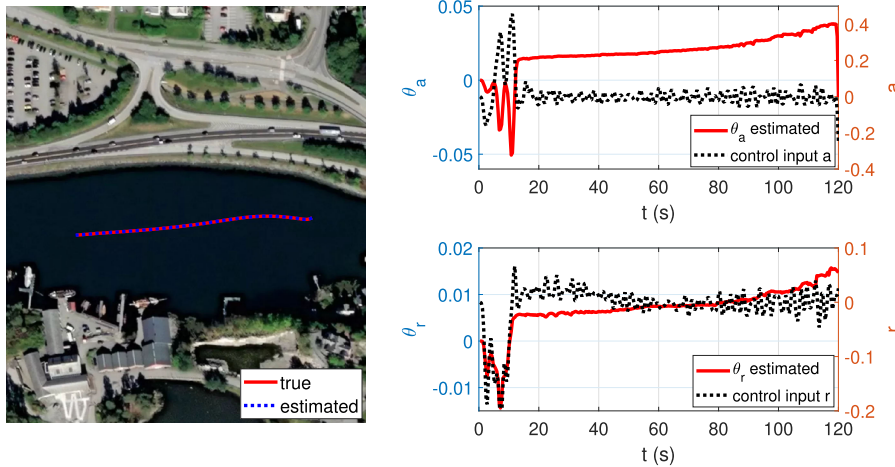 true
estimated
0.05
0
-0.05
θa
0.4
0.2
0
-0.2
-0.4
a
θa estimated
control input a
0 20 40 60 80 100 120
t (s)
0.02
0.01
0
-0.01
θr
0.1
0
-0.1
-0.2
r
θr estimated
control input r
0 20 40 60 80 100 120
t (s)